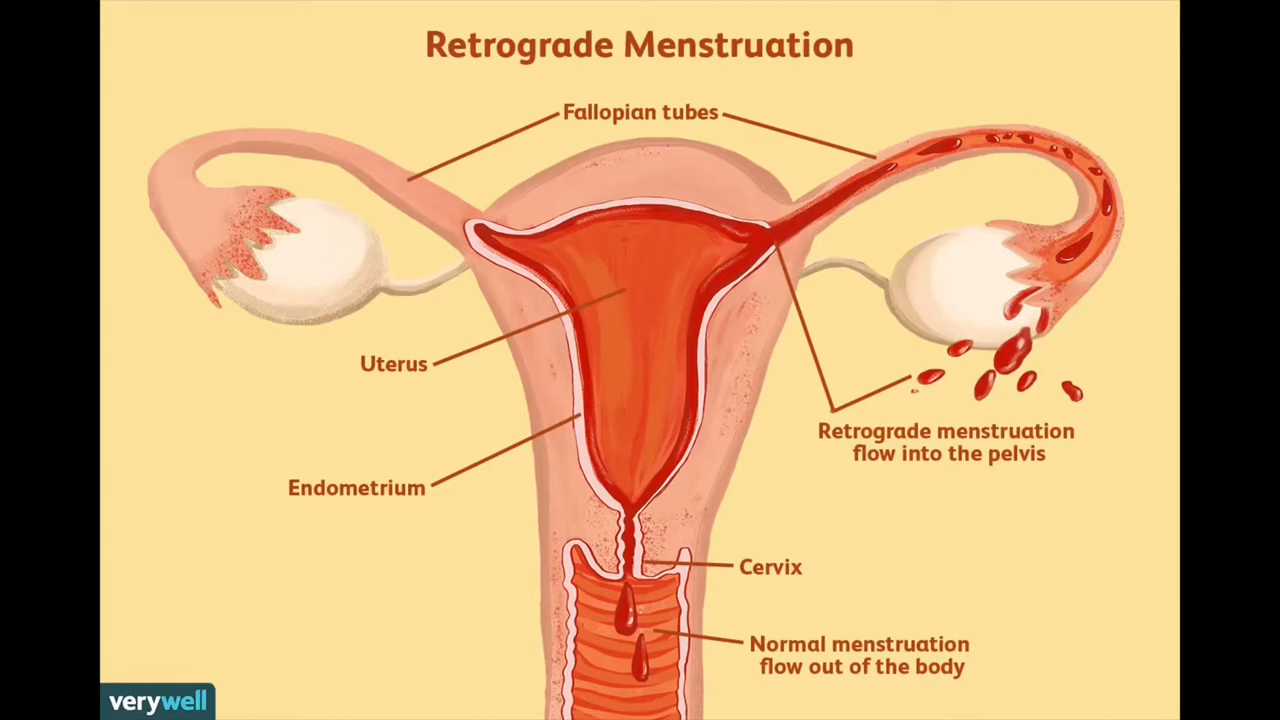 Retrograde Menstruation
Fallopian tubes
Uterus
Retrograde menstruation
flow into the pelvis
Endometrium
Cervix
Normal menstruation
flow out of the body
verywell